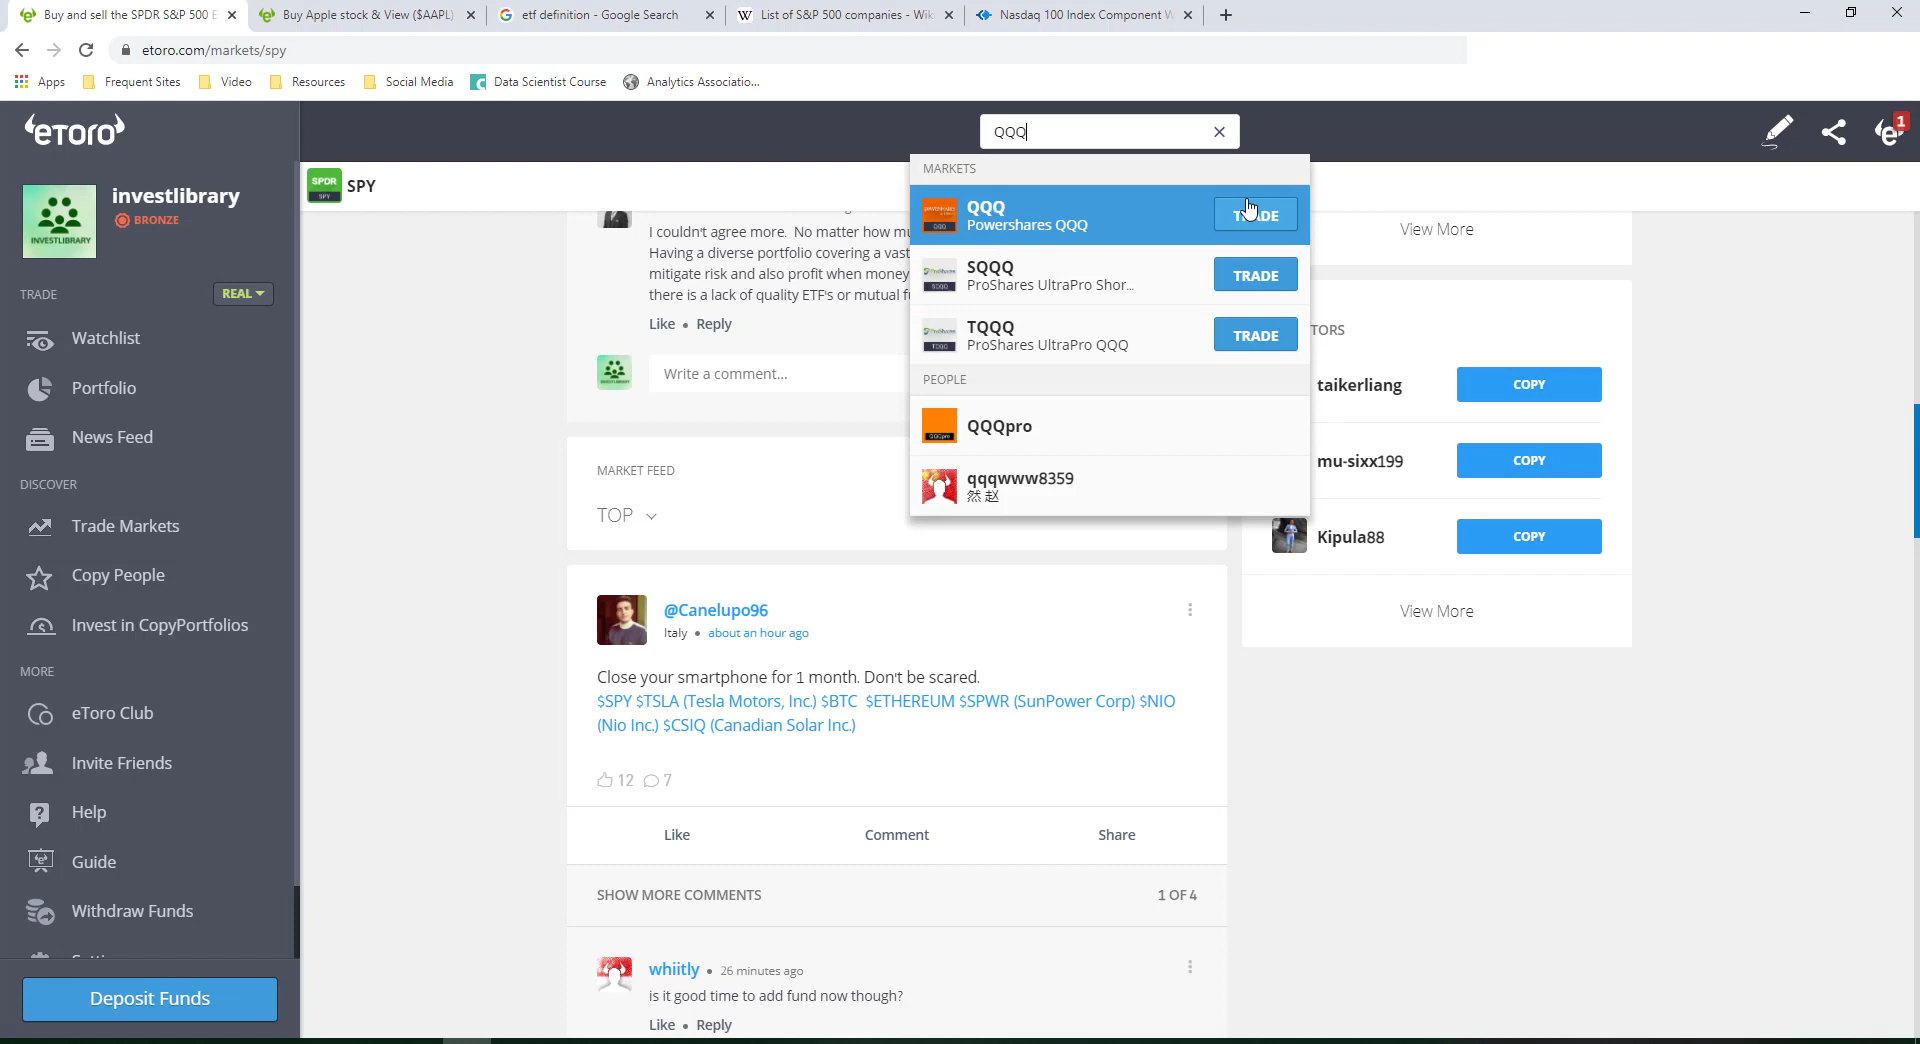 Buy and sell the SPDR S&P 500 E
Buy Apple stock & View ($AAPL)
etf definition - Google Search
List of S&P 500 companies - Wik
Nasdaq 100 Index Component W
etoro.com/markets/spy
Apps
Frequent Sites
Video
Resources
Social Media
Data Scientist Course
Analytics Associatio...
eToro
QQQ
1
SPDR
SPY
SPY
investlibrary
BRONZE
INVESTLIBRARY
TRADE
REAL
Watchlist
Portfolio
News Feed
DISCOVER
Trade Markets
Copy People
Invest in CopyPortfolios
MORE
eToro Club
Invite Friends
Help
Guide
Withdraw Funds
Deposit Funds
I couldn't agree more. No matter how mu
Having a diverse portfolio covering a vast
mitigate risk and also profit when money
there is a lack of quality ETF's or mutual f
Like • Reply
Write a comment...
MARKET FEED
TOP
MARKETS
QQQ
Powershares QQQ
TRADE
SQQQ
ProShares UltraPro Shor...
TRADE
TQQQ
ProShares UltraPro QQQ
TRADE
PEOPLE
QQQpro
qqqwww8359
然 赵
@Canelupo96
Italy • about an hour ago
Close your smartphone for 1 month. Don't be scared.
$SPY $TSLA (Tesla Motors, Inc.) $BTC $ETHEREUM $SPWR (SunPower Corp) $NIO
(Nio Inc.) $CSIQ (Canadian Solar Inc.)
12 7
Like Comment Share
SHOW MORE COMMENTS 1 OF 4
whiitly • 26 minutes ago
is it good time to add fund now though?
Like • Reply
View More
TORS
taikerliang COPY
mu-sixx199 COPY
Kipula88 COPY
View More